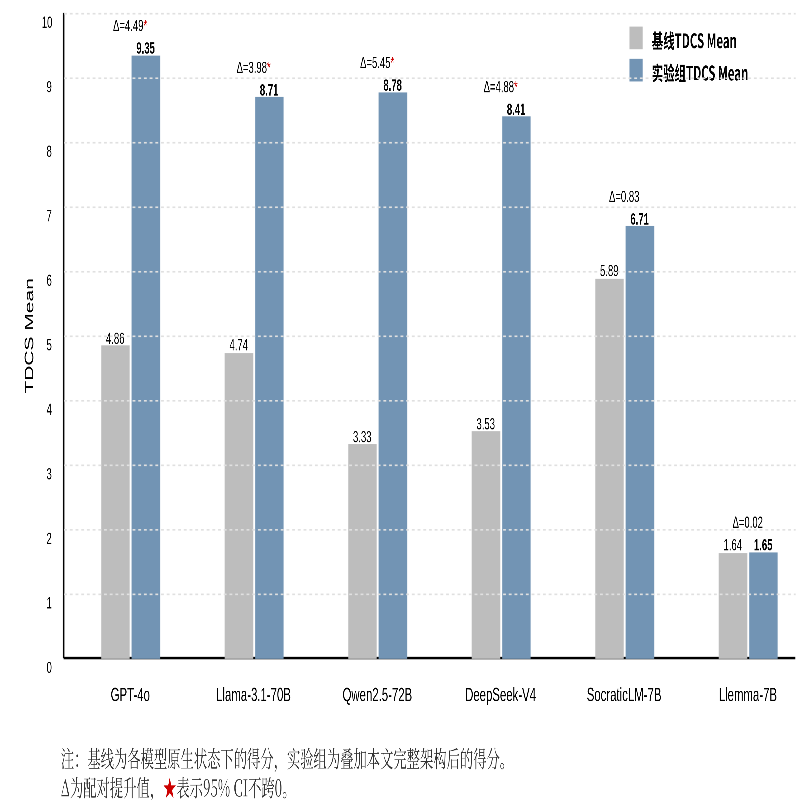 10
9
8
7
6
5
4
3
2
1
0
TDCS Mean
基线TDCS Mean
实验组TDCS Mean
Δ=4.49*
9.35
4.86
Δ=3.98*
8.71
4.74
Δ=5.45*
8.78
3.33
Δ=4.88*
8.41
3.53
Δ=0.83
6.71
5.89
Δ=0.02
1.64
1.65
GPT-4o
Llama-3.1-70B
Qwen2.5-72B
DeepSeek-V4
SocraticLM-7B
Llemma-7B
注：基线为各模型原生状态下的得分，实验组为叠加本文完整架构后的得分。
Δ为配对提升值，★表示95% CI不跨0。